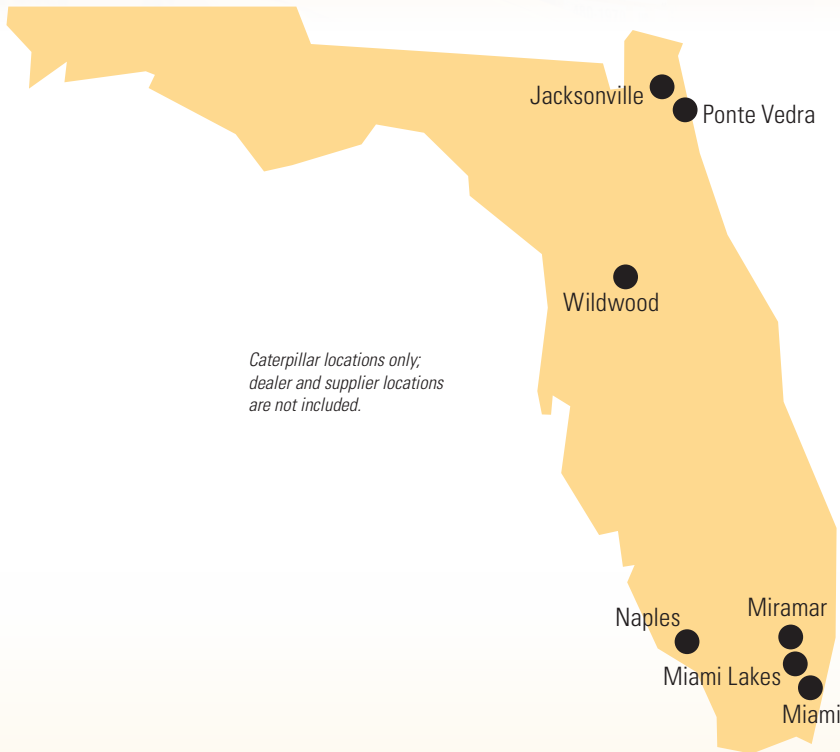 Jacksonville
Ponte Vedra
Wildwood
Caterpillar locations only;
dealer and supplier locations
are not included.
Naples
Miramar
Miami Lakes
Miami